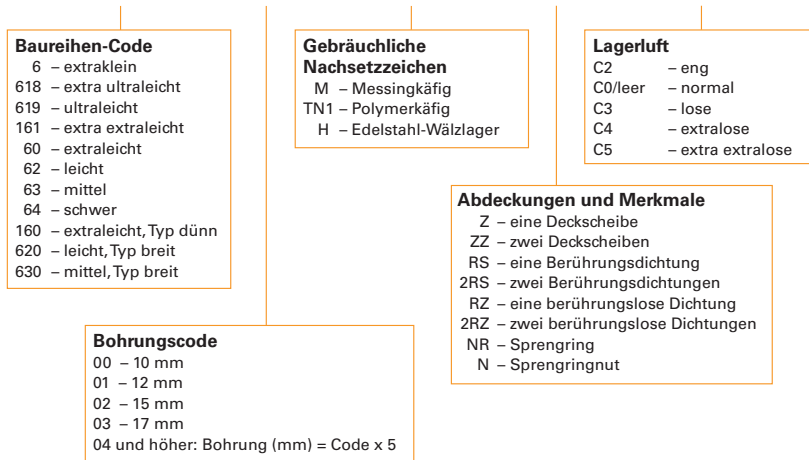 Baureihen-Code
6 – extraklein
618 – extra ultraleicht
619 – ultraleicht
161 – extra extraleicht
60 – extraleicht
62 – leicht
63 – mittel
64 – schwer
160 – extraleicht, Typ dünn
620 – leicht, Typ breit
630 – mittel, Typ breit
Gebräuchliche
Nachsetzzeichen
M – Messingkäfig
TN1 – Polymerkäfig
H – Edelstahl-Wälzlager
Lagerluft
C2 – eng
C0/leer – normal
C3 – lose
C4 – extralose
C5 – extra extralose
Abdeckungen und Merkmale
Z – eine Deckscheibe
ZZ – zwei Deckscheiben
RS – eine Berührungsdichtung
2RS – zwei Berührungsdichtungen
RZ – eine berührungslose Dichtung
2RZ – zwei berührungslose Dichtungen
NR – Sprengring
N – Sprengringnut
Bohrungscode
00 – 10 mm
01 – 12 mm
02 – 15 mm
03 – 17 mm
04 und höher: Bohrung (mm) = Code x 5